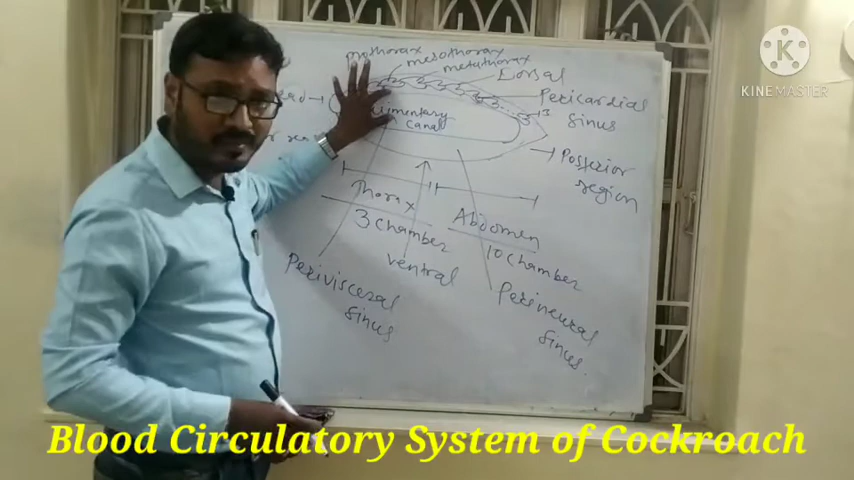 prothorax
mesothorax
metathorax
Dorsal
Pericardial
sinus
13
canal
Posterior
region
Thorax
3 chamber
Abdomen
10 chamber
ventral
Perivisceral
sinus
Perineural
sinus
K
KINEMASTER
Blood Circulatory System of Cockroach